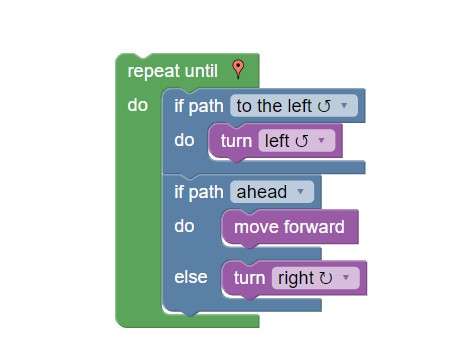 repeat until
do if path to the left ↺
do turn left ↺
if path ahead
do move forward
else turn right ↻